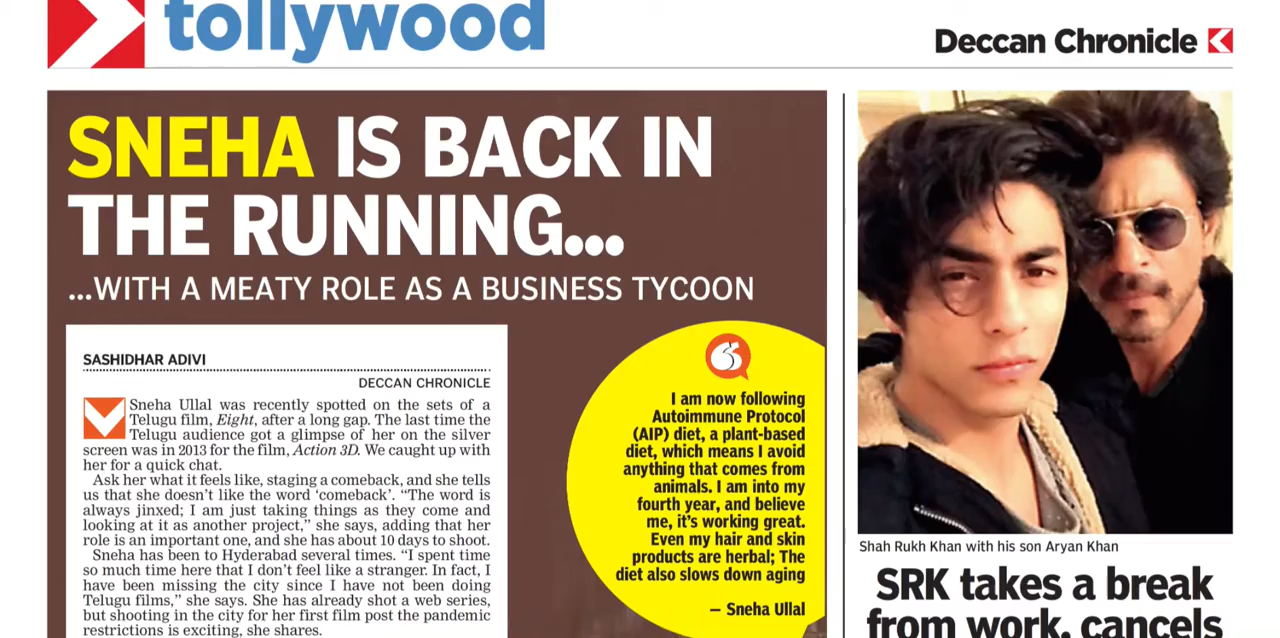 tollywood
Deccan Chronicle
SNEHA IS BACK IN
THE RUNNING...
...WITH A MEATY ROLE AS A BUSINESS TYCOON
SASHIDHAR ADIVI
DECCAN CHRONICLE
Sneha Ullal was recently spotted on the sets of a
Telugu film, Eight, after a long gap. The last time the
Telugu audience got a glimpse of her on the silver
screen was in 2013 for the film, Action 3D. We caught up with
her for a quick chat.
Ask her what it feels like, staging a comeback, and she tells
us that she doesn't like the word 'comeback'. "The word is
always jinxed; I am just taking things as they come and
looking at it as another project," she says, adding that her
role is an important one, and she has about 10 days to shoot.
Sneha has been to Hyderabad several times. "I spent time
so much time here that I don't feel like a stranger. In fact, I
have been missing the city since I have not been doing
Telugu films," she says. She has already shot a web series,
but shooting in the city for her first film post the pandemic
restrictions is exciting, she shares.
I am now following
Autoimmune Protocol
(AIP) diet, a plant-based
diet, which means I avoid
anything that comes from
animals. I am into my
fourth year, and believe
me, it's working great.
Even my hair and skin
products are herbal; The
diet also slows down aging
— Sneha Ullal
Shah Rukh Khan with his son Aryan Khan
SRK takes a break
from work, cancels